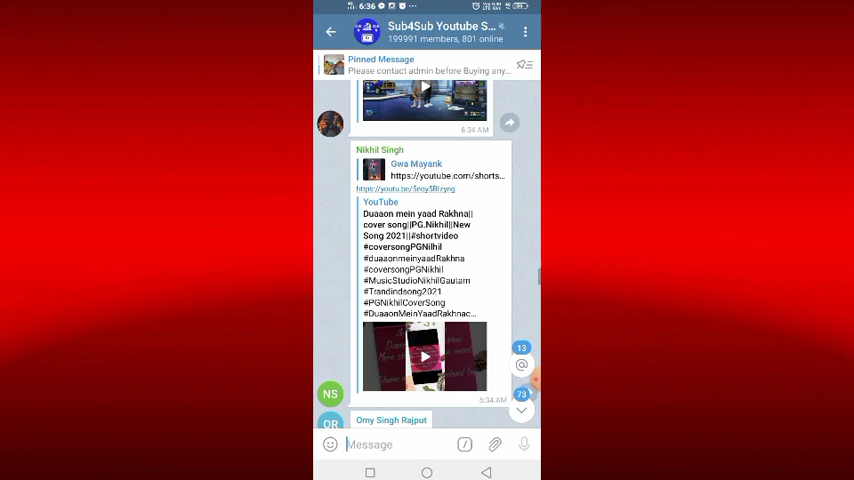 6:36
Sub4Sub Youtube S...
199991 members, 801 online
Pinned Message
Please contact admin before Buying any...
6:34 AM
Nikhil Singh
Gwa Mayank
https://youtube.com/shorts...
YouTube
Duaaon mein yaad Rakhna||
cover song||PG.Nikhil||New
Song 2021||#shortvideo
#coversongPGNilhil
#duaaonmeinyaadRakhna
#coversongPGNikhil
#MusicStudioNikhilGautam
#Trandindsong2021
#PGNikhilCoverSong
#DuaaonMeinYaadRakhnac...
13
@
73
NS
6:34 AM
OR
Omy Singh Rajput
Message